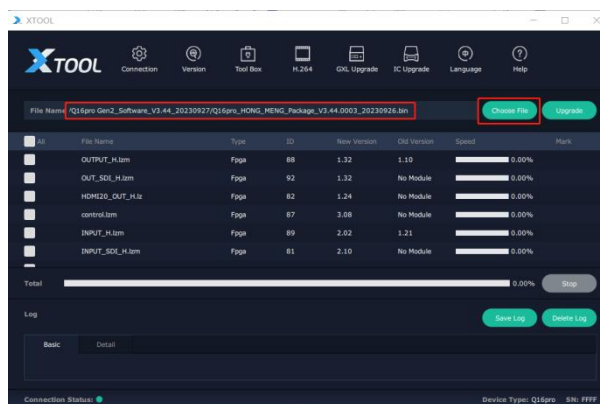 XTOOL
XTOOL
Connection Version Tool Box H.264 GXL Upgrade IC Upgrade Language Help
File Name /Q16pro Gen2_Software_V3.44_20230927/Q16pro_HONG_MENG_Package_V3.44.0003_20230926.bin Choose File Upgrade
All File Name Type ID New Version Old Version Speed Mark
OUTPUT_H.lzm Fpga 88 1.32 1.10 0.00%
OUT_SDI_H.lzm Fpga 92 1.32 No Module 0.00%
HDMI20_OUT_H.lz Fpga 82 1.24 No Module 0.00%
control.lzm Fpga 87 3.08 No Module 0.00%
INPUT_H.lzm Fpga 89 2.02 1.21 0.00%
INPUT_SDI_H.lzm Fpga 81 2.10 No Module 0.00%
Total 0.00% Stop
Log Save Log Delete Log
Basic Detail
Connection Status: Device Type: Q16pro SN: FFFF